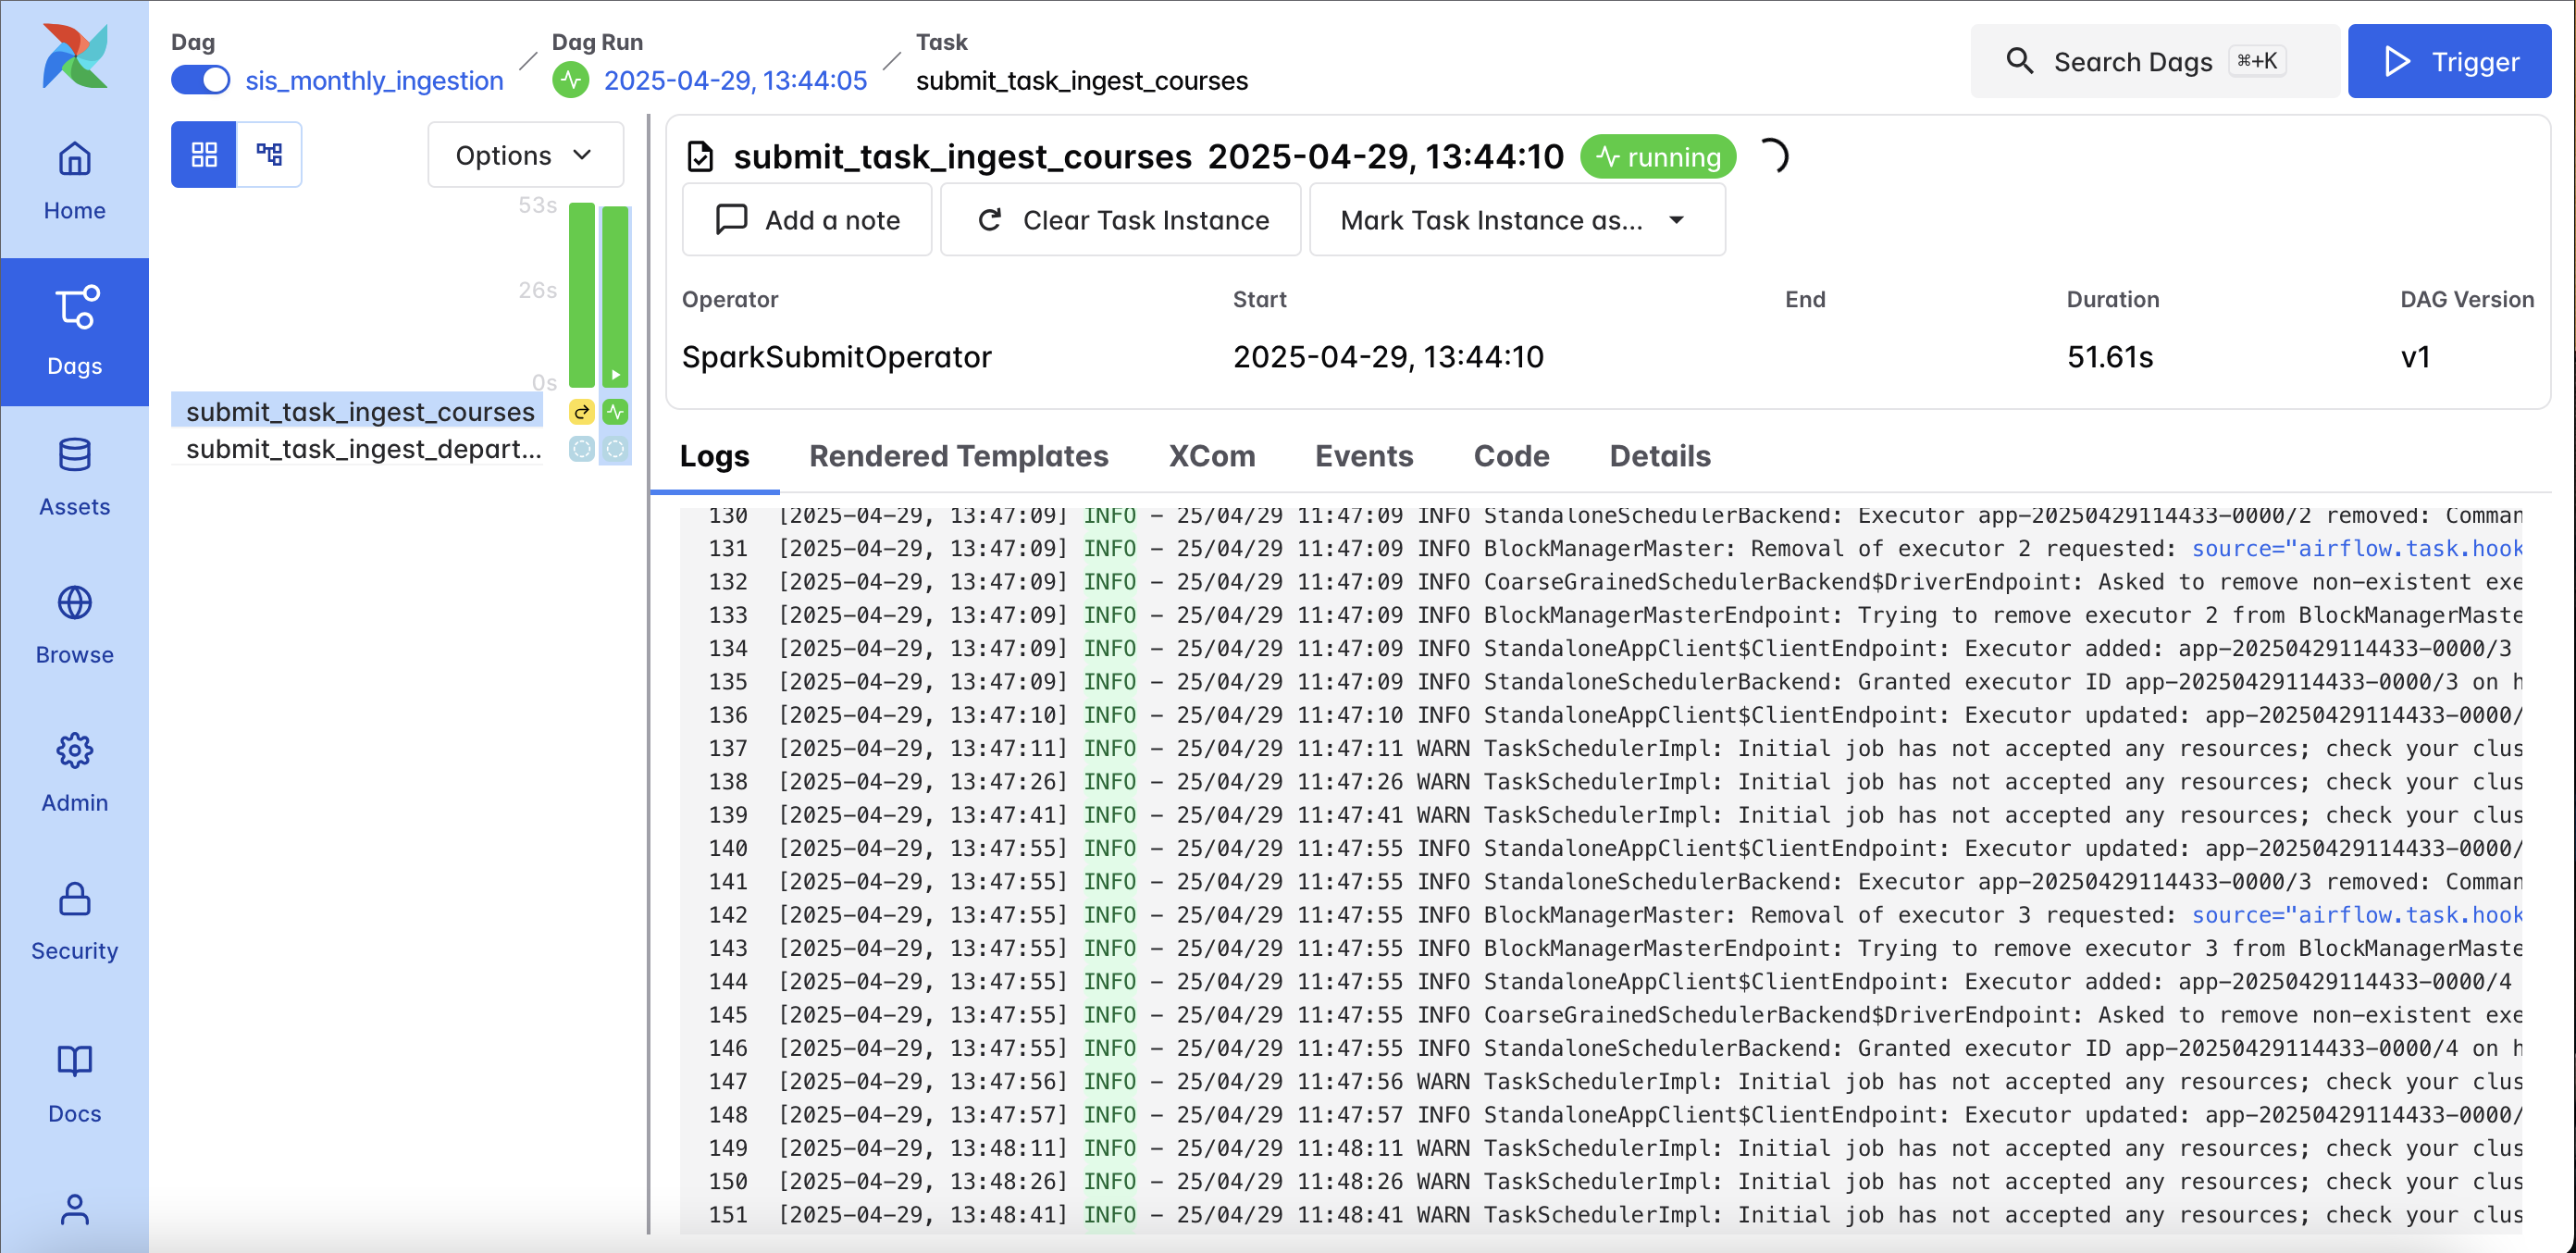 Dag
sis_monthly_ingestion
Dag Run
2025-04-29, 13:44:05
Task
submit_task_ingest_courses
Search Dags
⌘+K
Trigger
Home
Dags
Assets
Browse
Admin
Security
Docs
Options
53s
26s
0s
submit_task_ingest_courses
submit_task_ingest_depart...
submit_task_ingest_courses 2025-04-29, 13:44:10 running
Add a note
Clear Task Instance
Mark Task Instance as...
Operator Start End Duration DAG Version
SparkSubmitOperator 2025-04-29, 13:44:10 51.61s v1
Logs Rendered Templates XCom Events Code Details
130 [2025-04-29, 13:47:09] INFO - 25/04/29 11:47:09 INFO StandaloneSchedulerBackend: Executor app-20250429114433-0000/2 removed: Comman
131 [2025-04-29, 13:47:09] INFO - 25/04/29 11:47:09 INFO BlockManagerMaster: Removal of executor 2 requested: source="airflow.task.hook
132 [2025-04-29, 13:47:09] INFO - 25/04/29 11:47:09 INFO CoarseGrainedSchedulerBackend$DriverEndpoint: Asked to remove non-existent exe
133 [2025-04-29, 13:47:09] INFO - 25/04/29 11:47:09 INFO BlockManagerMasterEndpoint: Trying to remove executor 2 from BlockManagerMaste
134 [2025-04-29, 13:47:09] INFO - 25/04/29 11:47:09 INFO StandaloneAppClient$ClientEndpoint: Executor added: app-20250429114433-0000/3
135 [2025-04-29, 13:47:09] INFO - 25/04/29 11:47:09 INFO StandaloneSchedulerBackend: Granted executor ID app-20250429114433-0000/3 on h
136 [2025-04-29, 13:47:10] INFO - 25/04/29 11:47:10 INFO StandaloneAppClient$ClientEndpoint: Executor updated: app-20250429114433-0000/
137 [2025-04-29, 13:47:11] INFO - 25/04/29 11:47:11 WARN TaskSchedulerImpl: Initial job has not accepted any resources; check your clus
138 [2025-04-29, 13:47:26] INFO - 25/04/29 11:47:26 WARN TaskSchedulerImpl: Initial job has not accepted any resources; check your clus
139 [2025-04-29, 13:47:41] INFO - 25/04/29 11:47:41 WARN TaskSchedulerImpl: Initial job has not accepted any resources; check your clus
140 [2025-04-29, 13:47:55] INFO - 25/04/29 11:47:55 INFO StandaloneAppClient$ClientEndpoint: Executor updated: app-20250429114433-0000/
141 [2025-04-29, 13:47:55] INFO - 25/04/29 11:47:55 INFO StandaloneSchedulerBackend: Executor app-20250429114433-0000/3 removed: Comman
142 [2025-04-29, 13:47:55] INFO - 25/04/29 11:47:55 INFO BlockManagerMaster: Removal of executor 3 requested: source="airflow.task.hook
143 [2025-04-29, 13:47:55] INFO - 25/04/29 11:47:55 INFO BlockManagerMasterEndpoint: Trying to remove executor 3 from BlockManagerMaste
144 [2025-04-29, 13:47:55] INFO - 25/04/29 11:47:55 INFO StandaloneAppClient$ClientEndpoint: Executor added: app-20250429114433-0000/4
145 [2025-04-29, 13:47:55] INFO - 25/04/29 11:47:55 INFO CoarseGrainedSchedulerBackend$DriverEndpoint: Asked to remove non-existent exe
146 [2025-04-29, 13:47:55] INFO - 25/04/29 11:47:55 INFO StandaloneSchedulerBackend: Granted executor ID app-20250429114433-0000/4 on h
147 [2025-04-29, 13:47:56] INFO - 25/04/29 11:47:56 WARN TaskSchedulerImpl: Initial job has not accepted any resources; check your clus
148 [2025-04-29, 13:47:57] INFO - 25/04/29 11:47:57 INFO StandaloneAppClient$ClientEndpoint: Executor updated: app-20250429114433-0000/
149 [2025-04-29, 13:48:11] INFO - 25/04/29 11:48:11 WARN TaskSchedulerImpl: Initial job has not accepted any resources; check your clus
150 [2025-04-29, 13:48:26] INFO - 25/04/29 11:48:26 WARN TaskSchedulerImpl: Initial job has not accepted any resources; check your clus
151 [2025-04-29, 13:48:41] INFO - 25/04/29 11:48:41 WARN TaskSchedulerImpl: Initial job has not accepted any resources; check your clus